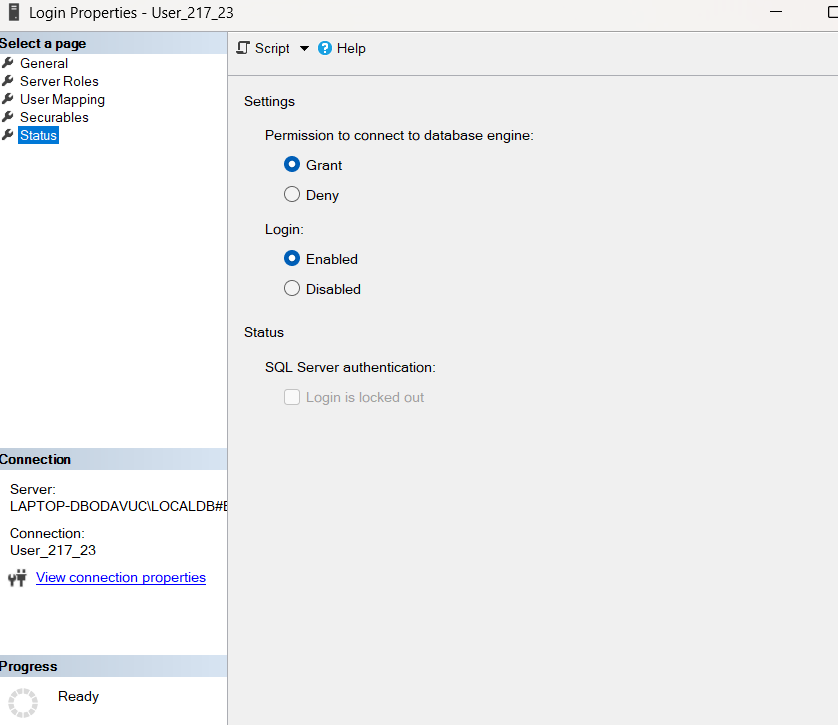 Login Properties - User_217_23
Select a page
General
Server Roles
User Mapping
Securables
Status
Script Help
Settings
Permission to connect to database engine:
Grant
Deny
Login:
Enabled
Disabled
Status
SQL Server authentication:
Login is locked out
Connection
Server:
LAPTOP-DBODAVUC\LOCALDB#
Connection:
User_217_23
View connection properties
Progress
Ready